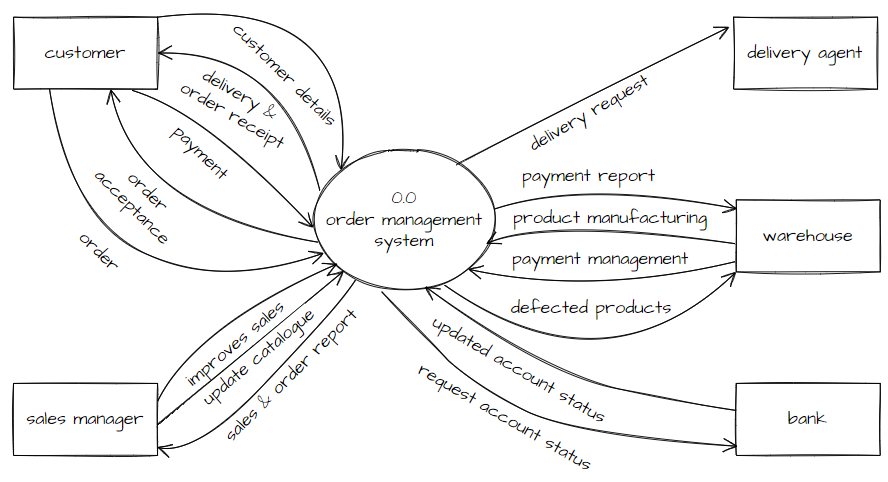 customer
delivery agent
customer details
delivery &
order receipt
payment
order
acceptance
order
delivery request
0.0
order management
system
payment report
product manufacturing
warehouse
payment management
defected products
improves sales
update catalogue
sales & order report
sales manager
updated account status
request account status
bank